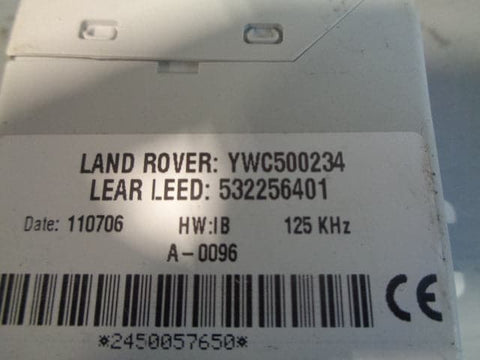 LAND ROVER: YWC500234
LEAR LEED: 532256401
Date: 110706 HW:IB 125 KHz
A-0096
CE
*2450057650*